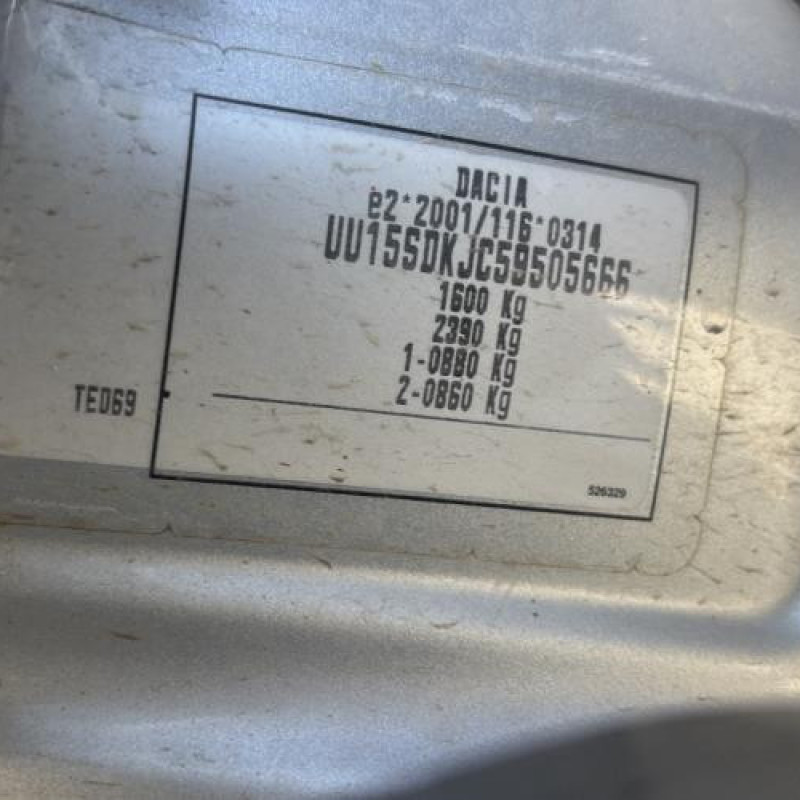 DACIA
e2*2001/116*0314
UU15SDKJC59505666
1600 Kg
2390 Kg
1-0880 Kg
2-0860 Kg
TED69
526329